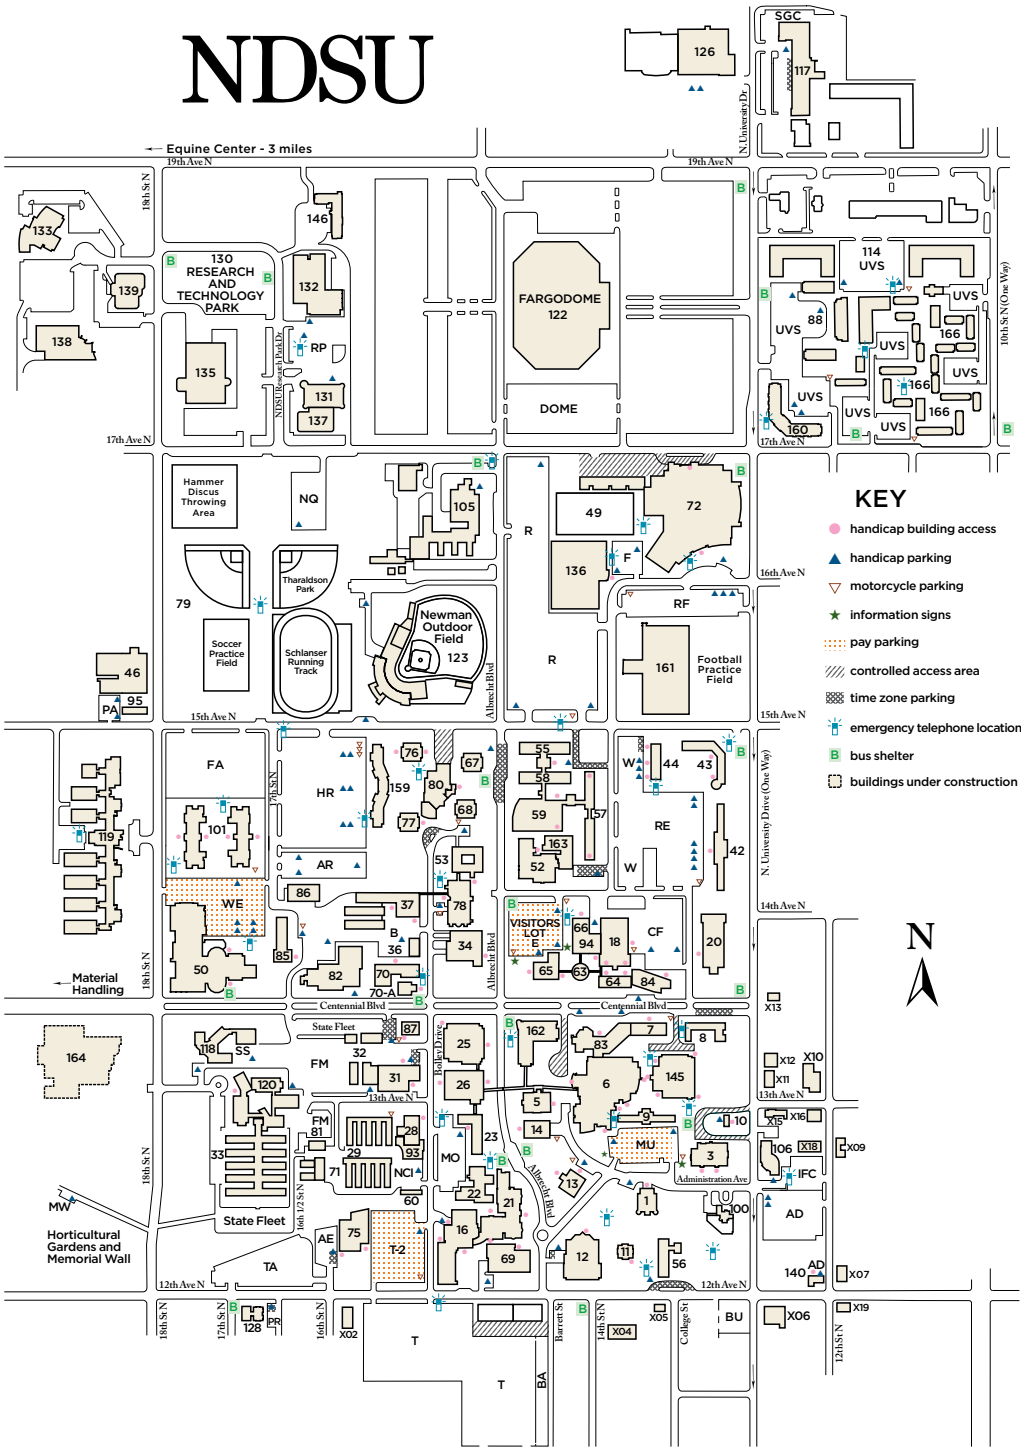 NDSU
126
SGC
117
N. University Dr
Equine Center - 3 miles
19th Ave N
19th Ave N
18th St N
133
146
B
130
RESEARCH
AND
TECHNOLOGY
PARK
B
132
139
138
135
NDSU Research Park Dr
RP
131
137
17th Ave N
FARGODOME
122
DOME
B
B
114
UVS
UVS
88
UVS
166
UVS
UVS
166
UVS
UVS
166
UVS
160
B
17th Ave N
10th St N (One Way)
B
Hammer
Discus
Throwing
Area
NQ
B
105
R
49
72
B
136
F
16th Ave N
RF
79
Tharaldson
Park
Soccer
Practice
Field
Schlanser
Running
Track
Newman
Outdoor
Field
123
Albrecht Blvd
R
161
Football
Practice
Field
46
95
PA
15th Ave N
15th Ave N
KEY
handicap building access
handicap parking
motorcycle parking
information signs
pay parking
controlled access area
time zone parking
emergency telephone location
B bus shelter
buildings under construction
FA
17th St N
HR
76
159
80
67
B
68
77
55
58
59
57
163
52
W
44
43
B
RE
W
42
N. University Drive (One Way)
101
119
AR
53
86
WE
37
78
B
36
34
85
50
82
70
70-A
B
B
18th St N
Material
Handling
Albrecht Blvd
B
VISITORS
LOT
E
66
94
18
CF
65
63
64
84
20
B
14th Ave N
N
Centennial Blvd
Centennial Blvd
X13
164
State Fleet
87
118
SS
32
FM
31
13th Ave N
Bolley Drive
25
26
B
162
83
7
8
6
145
X12
X11
X10
13th Ave N
120
FM
81
29
28
93
NCI
33
71
60
MO
23
B
22
21
5
14
B
9
MU
B
10
3
Administration Ave
X15
X16
106
X18
X09
IFC
13
Albrecht Blvd
1
100
AD
18th St N
16th 1/2 St N
MW
Horticultural
Gardens and
Memorial Wall
State Fleet
AE
75
T-2
TA
16
69
12
11
56
AD
140
X07
12th Ave N
12th Ave N
18th St N
17th St N
B
128
PR
16th St N
X02
T
T
BA
Barrett St
B
14th St N
X04
X05
College St
BU
X06
X19
12th St N